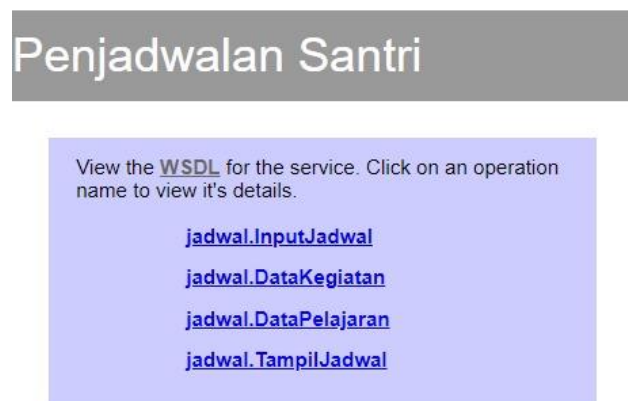 Penjadwalan Santri
View the WSDL for the service. Click on an operation
name to view it's details.
jadwal.InputJadwal
jadwal.DataKegiatan
jadwal.DataPelajaran
jadwal.TampilJadwal